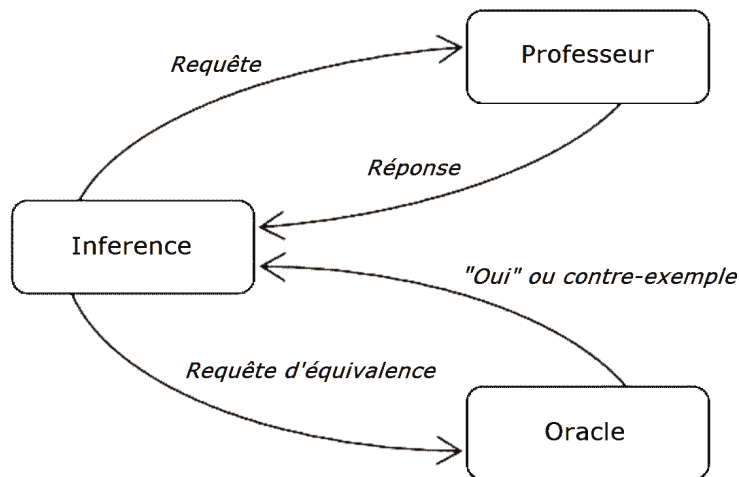 Professeur
Requête
Réponse
Inference
"Oui" ou contre-exemple
Requête d'équivalence
Oracle